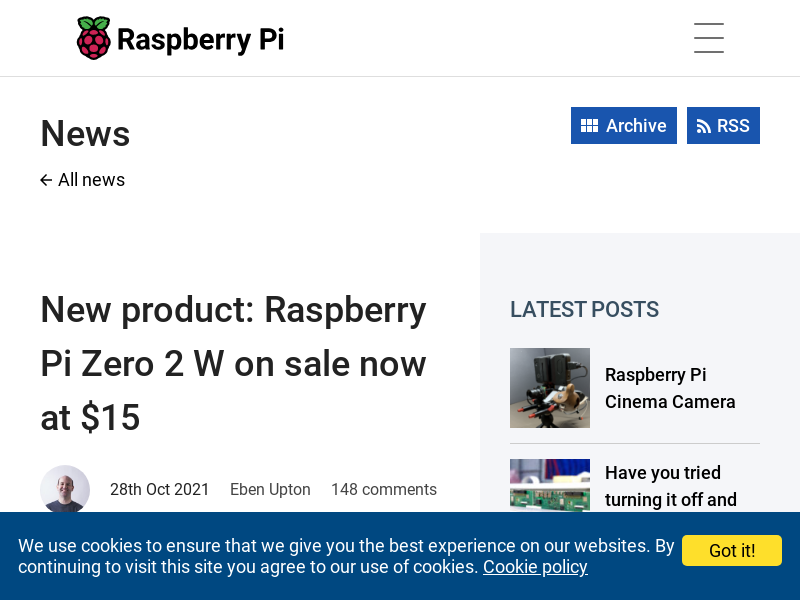 Raspberry Pi
News
Archive
RSS
← All news
New product: Raspberry
Pi Zero 2 W on sale now
at $15
28th Oct 2021 Eben Upton 148 comments
LATEST POSTS
Raspberry Pi
Cinema Camera
Have you tried
turning it off and
We use cookies to ensure that we give you the best experience on our websites. By
continuing to visit this site you agree to our use of cookies. Cookie policy
Got it!